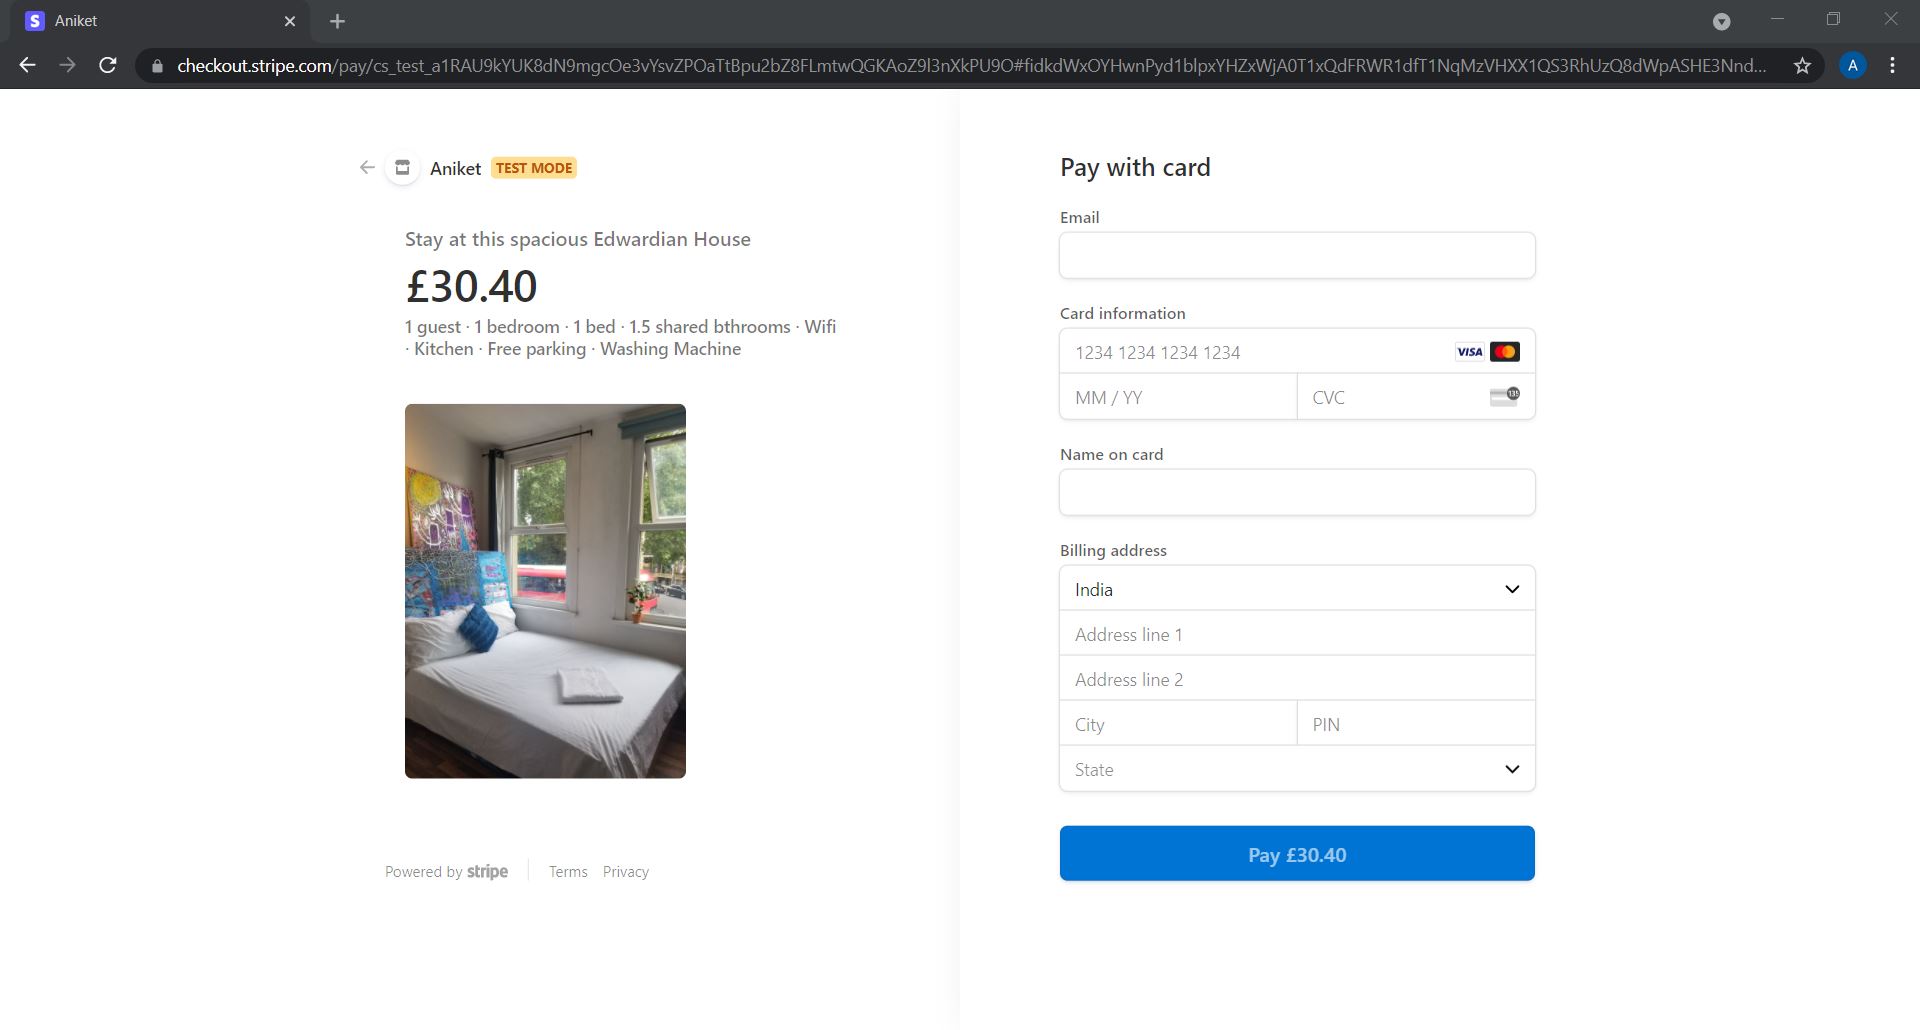 Aniket
checkout.stripe.com/pay/cs_test_a1RAU9kYUK8dN9mgcOe3vYsvZPOaTtBpu2bZ8FLmtwQGKAoZ9l3nXkPU9O#fidkdWxOYHwnPyd1blpxYHZxWjA0T1xQdFRWR1dfT1NqMzVHXX1QS3RhUzQ8dWpASHE3Nnd...
A
Aniket TEST MODE
Stay at this spacious Edwardian House
£30.40
1 guest · 1 bedroom · 1 bed · 1.5 shared bthrooms · Wifi
· Kitchen · Free parking · Washing Machine
Powered by stripe
Terms Privacy
Pay with card
Email
Card information
1234 1234 1234 1234 VISA
MM / YY CVC 135
Name on card
Billing address
India
Address line 1
Address line 2
City PIN
State
Pay £30.40